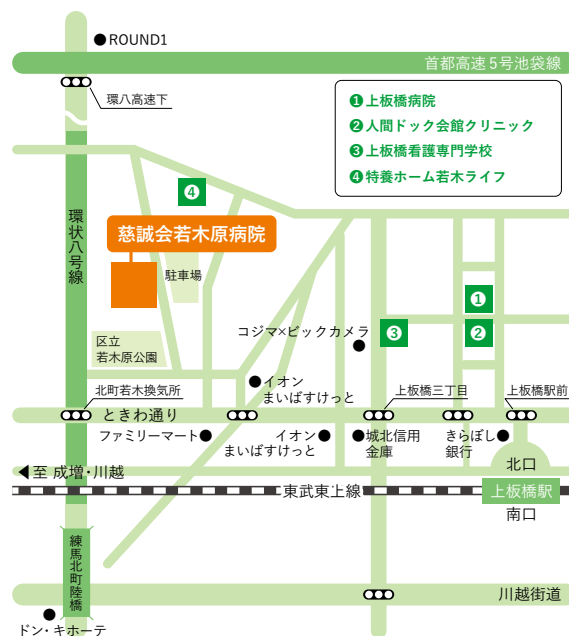 ROUND1
首都高速5号池袋線
環八高速下
❶上板橋病院
❷人間ドック会館クリニック
❸上板橋看護専門学校
❹特養ホーム若木ライフ
❹
環状八号線
慈誠会若木原病院
駐車場
❶
コジマ×ビックカメラ
❸
❷
区立
若木原公園
イオン
まいばすけっと
北町若木換気所
上板橋三丁目
上板橋駅前
ときわ通り
ファミリーマート
イオン
まいばすけっと
城北信用
金庫
きらぼし
銀行
北口
◀至 成増・川越
東武東上線
上板橋駅
南口
練馬北町陸橋
川越街道
ドン・キホーテ